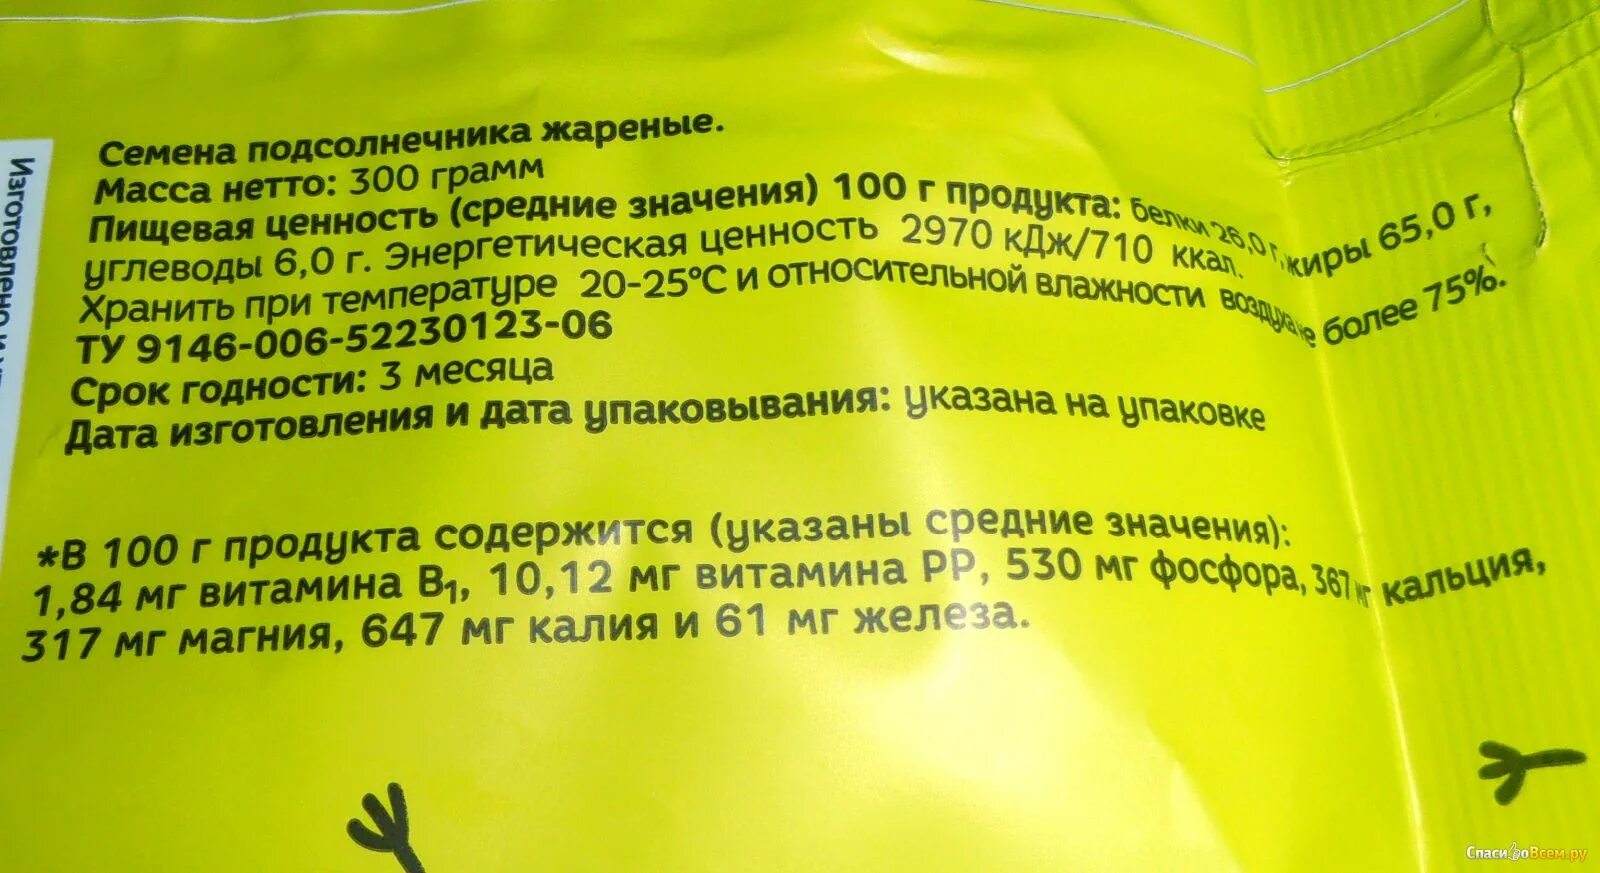 Семена подсолнечника жареные.
Масса нетто: 300 грамм
Пищевая ценность (средние значения) 100 г продукта: белки 26,0 г, жиры 65,0 г,
углеводы 6,0 г. Энергетическая ценность 2970 кДж/710 ккал.
Хранить при температуре 20-25°С и относительной влажности воздуха не более 75%.
ТУ 9146-006-52230123-06
Срок годности: 3 месяца
Дата изготовления и дата упаковывания: указана на упаковке
*В 100 г продукта содержится (указаны средние значения):
1,84 мг витамина В₁, 10,12 мг витамина РР, 530 мг фосфора, 367 мг кальция,
317 мг магния, 647 мг калия и 61 мг железа.
Изготовлено и
СпасибоВсем.ру